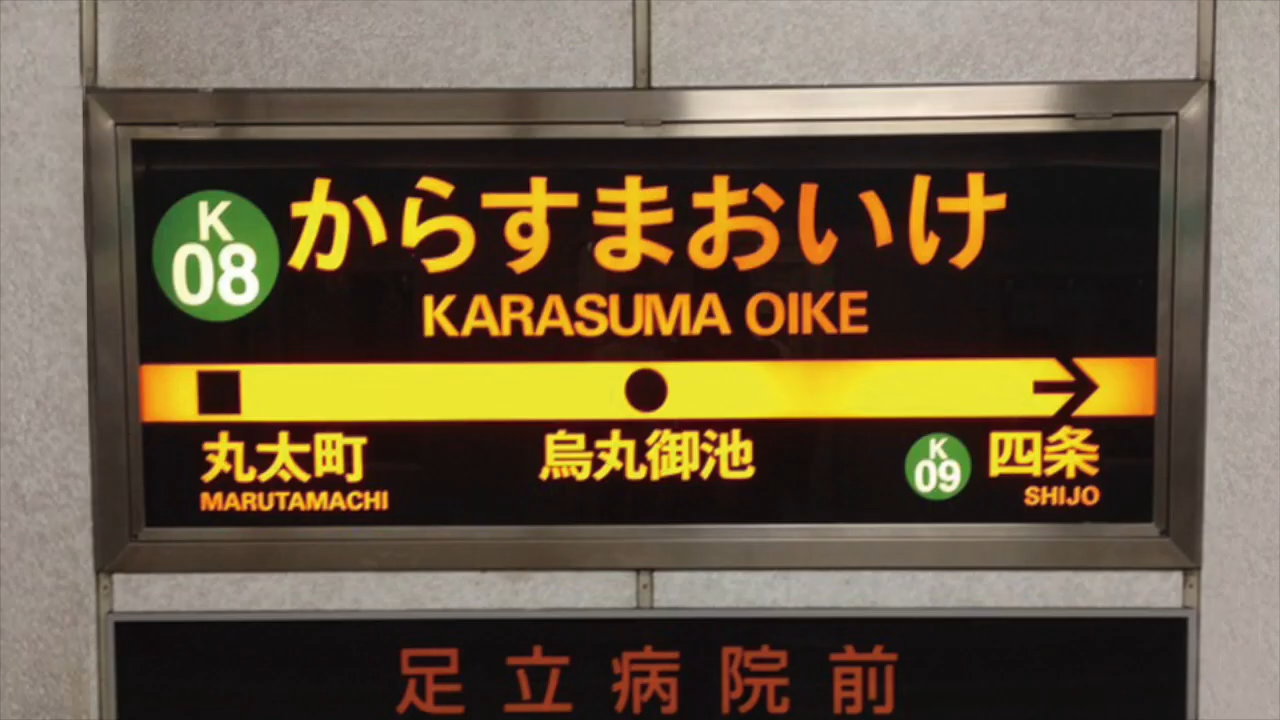 K
08
からすまおいけ
KARASUMA OIKE
丸太町
MARUTAMACHI
烏丸御池
K
09
四条
SHIJO
足立病院前